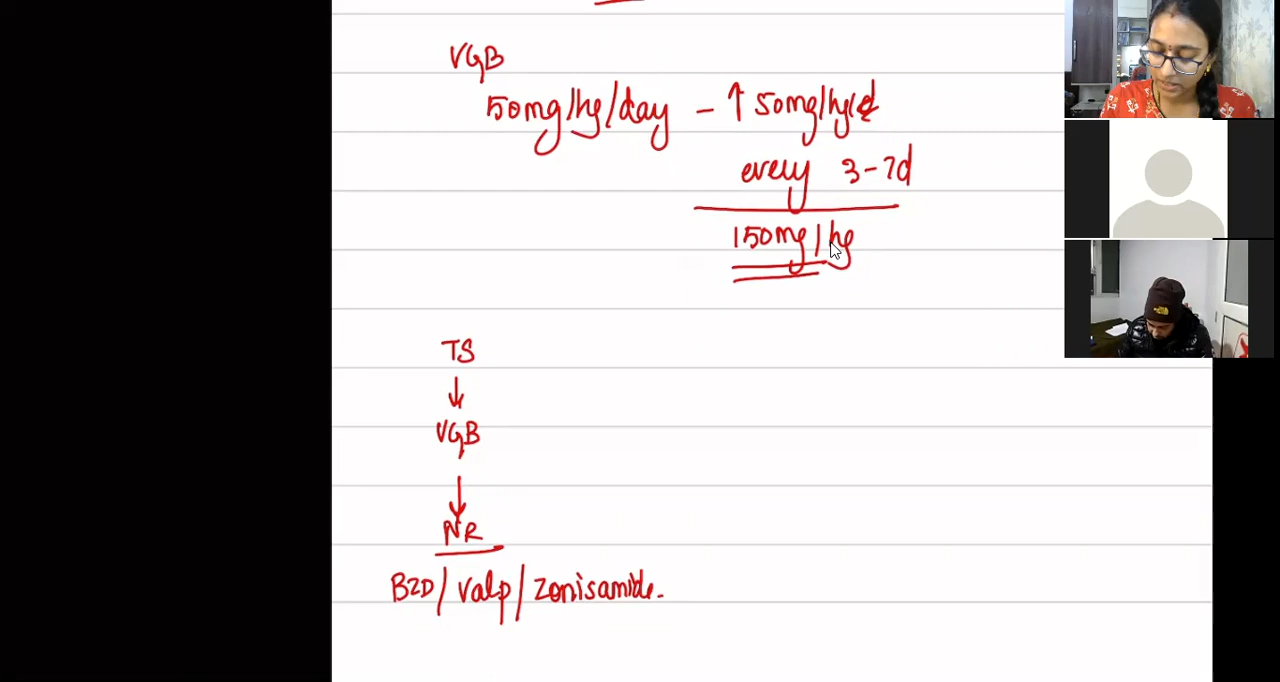 VGB
50mg/kg/day - ↑ 50mg/kg/d
every 3-7d
150mg/kg
TS
↓
VGB
↓
NR
BZD/Valp/Zonisamide.